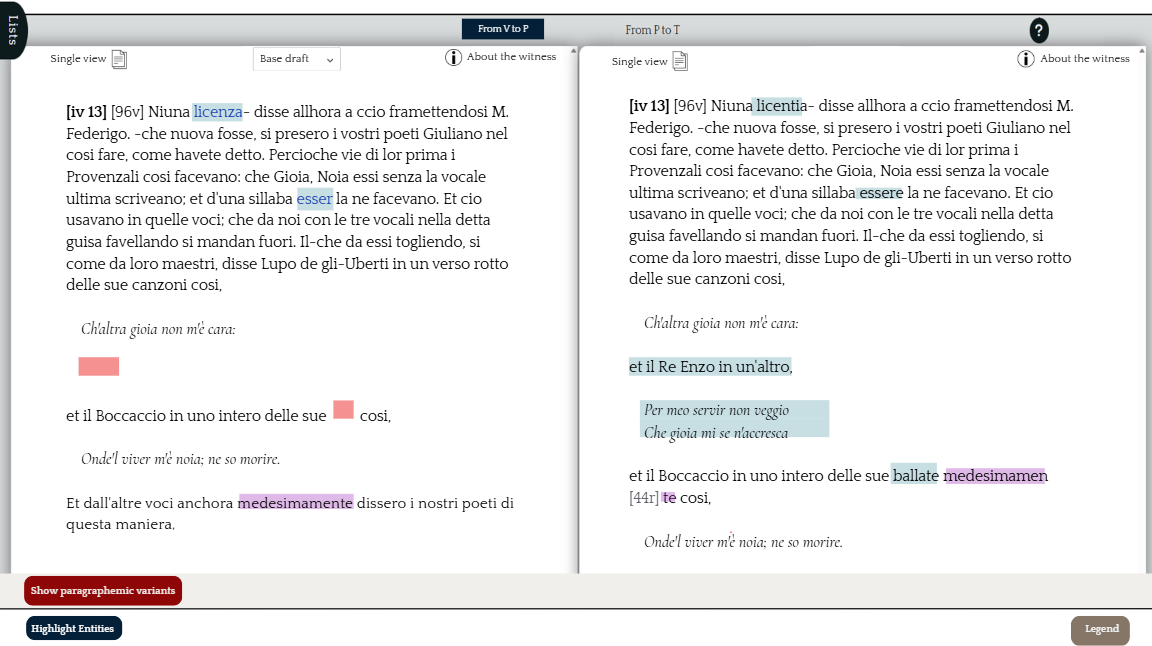 Lists
From V to P
From P to T
?
Single view
Base draft
About the witness
[iv 13] [96v] Niuna licenza- disse allhora a ccio framettendosi M.
Federigo. -che nuova fosse, si presero i vostri poeti Giuliano nel
cosi fare, come havete detto. Percioche vie di lor prima i
Provenzali cosi facevano: che Gioia, Noia essi senza la vocale
ultima scriveano; et d'una sillaba esser la ne facevano. Et cio
usavano in quelle voci; che da noi con le tre vocali nella detta
guisa favellando si mandan fuori. Il-che da essi togliendo, si
come da loro maestri, disse Lupo de gli-Uberti in un verso rotto
delle sue canzoni cosi,
Ch'altra gioia non m'è cara:
et il Boccaccio in uno intero delle sue cosi,
Onde'l viver m'è noia; ne so morire.
Et dall'altre voci anchora medesimamente dissero i nostri poeti di
questa maniera,
Single view
About the witness
[iv 13] [96v] Niuna licentia- disse allhora a ccio framettendosi M.
Federigo. -che nuova fosse, si presero i vostri poeti Giuliano nel
cosi fare, come havete detto. Percioche vie di lor prima i
Provenzali cosi facevano: che Gioia, Noia essi senza la vocale
ultima scriveano; et d'una sillaba essere la ne facevano. Et cio
usavano in quelle voci; che da noi con le tre vocali nella detta
guisa favellando si mandan fuori. Il-che da essi togliendo, si
come da loro maestri, disse Lupo de gli-Uberti in un verso rotto
delle sue canzoni cosi,
Ch'altra gioia non m'è cara:
et il Re Enzo in un'altro,
Per meo servir non veggio
Che gioia mi se n'accresca
et il Boccaccio in uno intero delle sue ballate medesimamen
[44r] te cosi,
Onde'l viver m'è noia; ne so morire.
Show paragraphemic variants
Highlight Entities
Legend